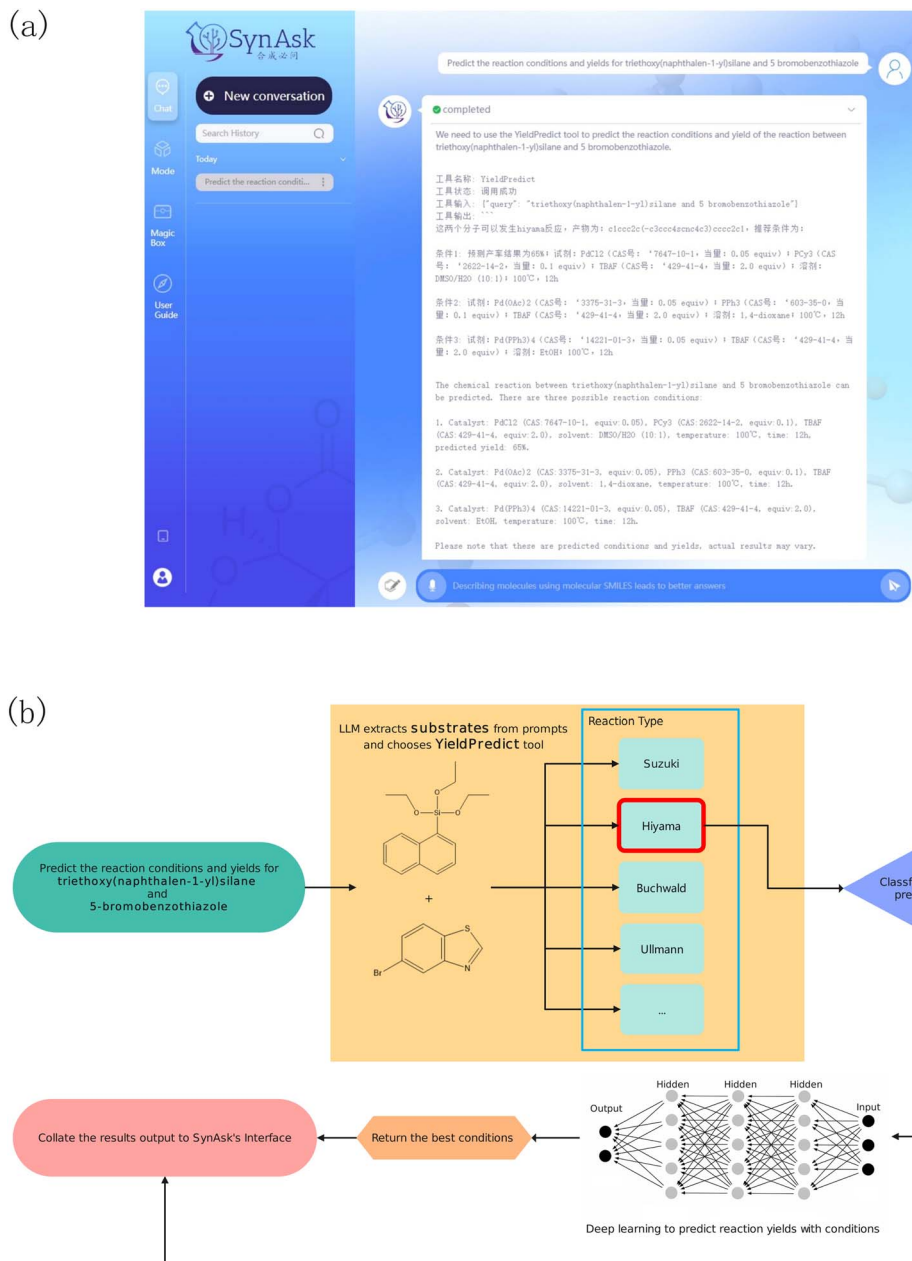 (a)
SynAsk
合成必问
Chat
Mode
Magic
Box
User
Guide
New conversation
Search History
Today
Predict the reaction conditi...
Predict the reaction conditions and yields for triethoxy(naphthalen-1-yl)silane and 5 bromobenzothiazole
completed
We need to use the YieldPredict tool to predict the reaction conditions and yield of the reaction between
triethoxy(naphthalen-1-yl)silane and 5 bromobenzothiazole.
工具名称: YieldPredict
工具状态: 调用成功
工具输入: {"query": "triethoxy(naphthalen-1-yl)silane and 5 bromobenzothiazole"}
工具输出: ```
这两个分子可以发生hiyama反应，产物为: c1ccc2c(-c3ccc4scnc4c3)cccc2c1，推荐条件为:
条件1: 预测产率结果为65%；试剂: PdCl2（CAS号: '7647-10-1，当量: 0.05 equiv）；PCy3（CAS
号: '2622-14-2，当量: 0.1 equiv）；TBAF（CAS号: '429-41-4，当量: 2.0 equiv）；溶剂:
DMSO/H2O (10:1)；100℃，12h
条件2: 试剂: Pd(OAc)2（CAS号: '3375-31-3，当量: 0.05 equiv）；PPh3（CAS号: '603-35-0，当
量: 0.1 equiv）；TBAF（CAS号: '429-41-4，当量: 2.0 equiv）；溶剂: 1,4-dioxane；100℃，12h
条件3: 试剂: Pd(PPh3)4（CAS号: '14221-01-3，当量: 0.05 equiv）；TBAF（CAS号: '429-41-4，当
量: 2.0 equiv）；溶剂: EtOH；100℃，12h
The chemical reaction between triethoxy(naphthalen-1-yl)silane and 5 bromobenzothiazole can
be predicted. There are three possible reaction conditions:
1. Catalyst: PdCl2 (CAS:7647-10-1, equiv:0.05), PCy3 (CAS:2622-14-2, equiv:0.1), TBAF
(CAS:429-41-4, equiv:2.0), solvent: DMSO/H2O (10:1), temperature: 100℃, time: 12h,
predicted yield: 65%.
2. Catalyst: Pd(OAc)2 (CAS:3375-31-3, equiv:0.05), PPh3 (CAS:603-35-0, equiv:0.1), TBAF
(CAS:429-41-4, equiv:2.0), solvent: 1,4-dioxane, temperature: 100℃, time: 12h.
3. Catalyst: Pd(PPh3)4 (CAS:14221-01-3, equiv:0.05), TBAF (CAS:429-41-4, equiv:2.0),
solvent: EtOH, temperature: 100℃, time: 12h.
Please note that these are predicted conditions and yields, actual results may vary.
Describing molecules using molecular SMILES leads to better answers
H
O
O
(b)
LLM extracts substrates from prompts
and chooses YieldPredict tool
Reaction Type
Suzuki
Hiyama
Buchwald
Ullmann
...
O
O
Si
O
+
S
Br
N
Predict the reaction conditions and yields for
triethoxy(naphthalen-1-yl)silane
and
5-bromobenzothiazole
Classf
pre
Hidden
Hidden
Hidden
Output
Input
Collate the results output to SynAsk's Interface
Return the best conditions
Deep learning to predict reaction yields with conditions